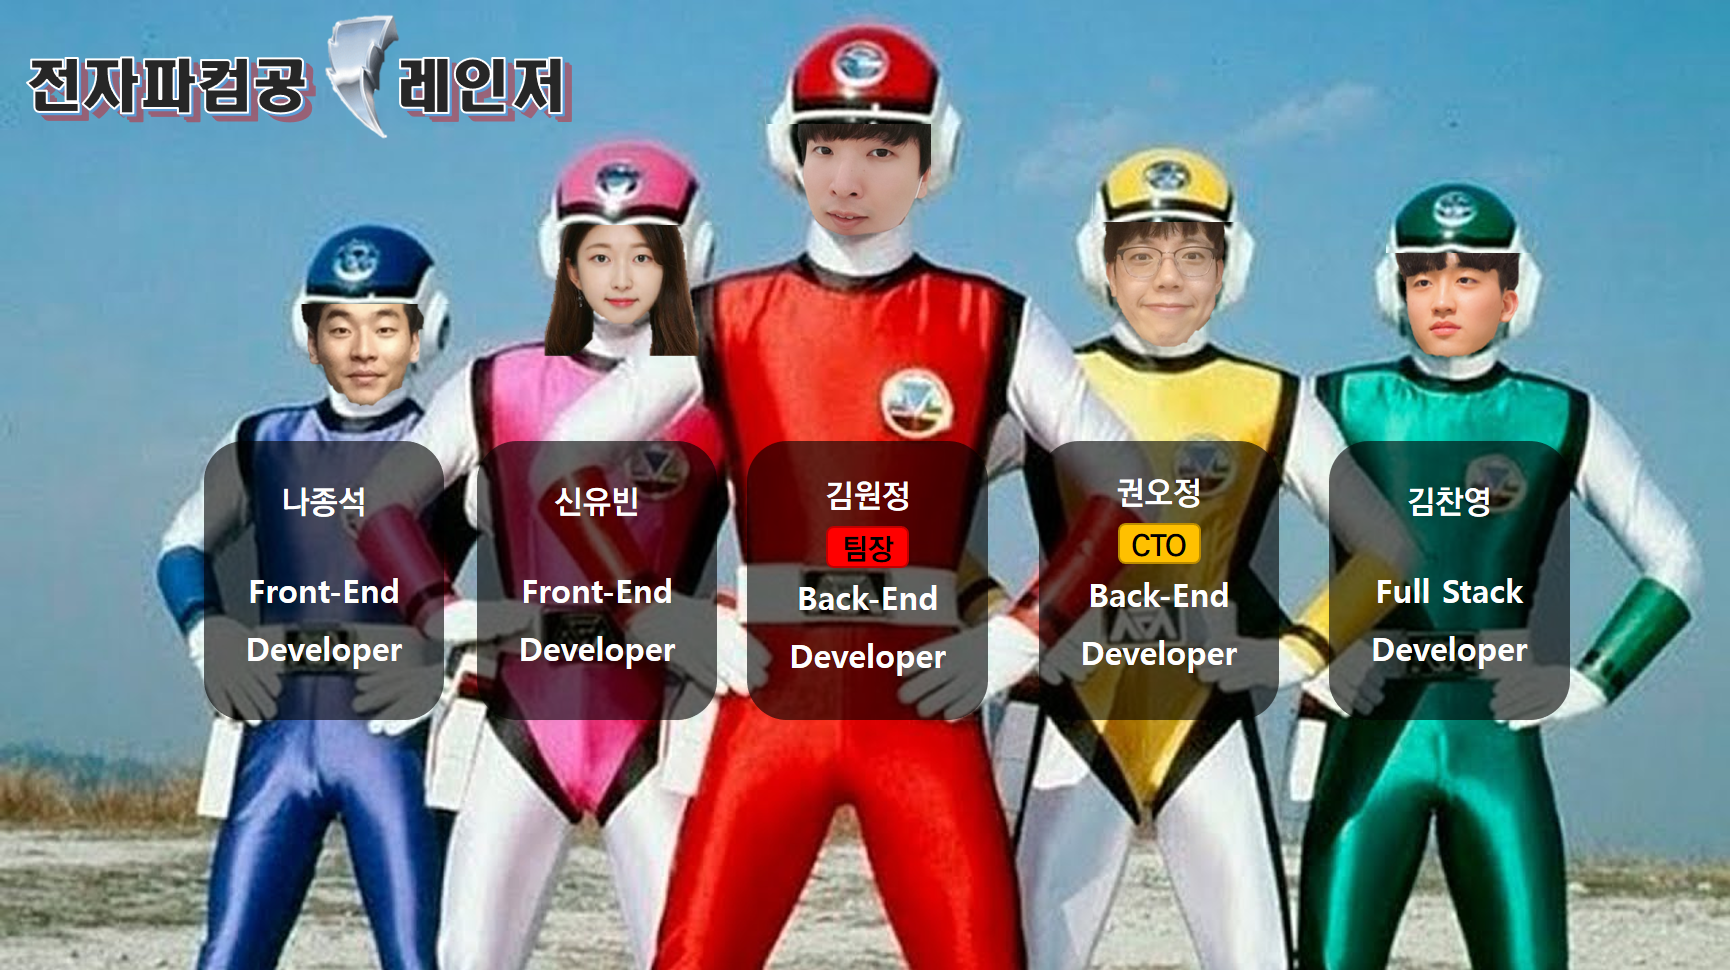 전자파컴공 레인저
나종석
Front-End
Developer
신유빈
Front-End
Developer
김원정
팀장
Back-End
Developer
권오정
CTO
Back-End
Developer
김찬영
Full Stack
Developer